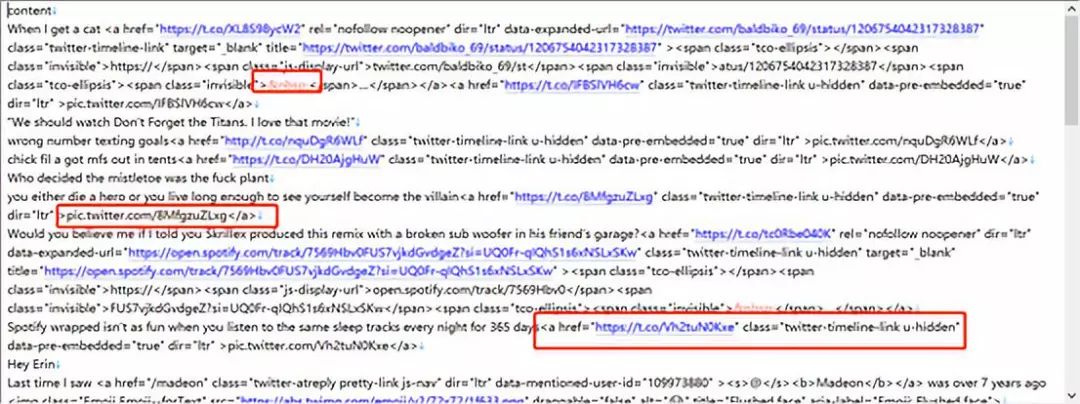 content↓
When I get a cat <a href="https://t.co/XL8S98ycW2" rel="nofollow noopener" dir="ltr" data-expanded-url="https://twitter.com/baldbiko_69/status/1206754042317328387"
class="twitter-timeline-link" target="_blank" title="https://twitter.com/baldbiko_69/status/1206754042317328387" ><span class="tco-ellipsis"></span><span
class="invisible">https://</span><span class="js-display-url">twitter.com/baldbiko_69/st</span><span class="invisible">atus/1206754042317328387</span><span
class="tco-ellipsis"><span class="invisible">&nbsp;</span>…</span></a><a href="https://t.co/IFBSlVH6cw" class="twitter-timeline-link u-hidden" data-pre-embedded="true"
dir="ltr" >pic.twitter.com/IFBSlVH6cw</a>↓
"We should watch Don't Forget the Titans. I love that movie!"↓
wrong number texting goals<a href="http://t.co/nquDgR6WLf" class="twitter-timeline-link u-hidden" data-pre-embedded="true" dir="ltr" >pic.twitter.com/nquDgR6WLf</a>↓
chick fil a got mfs out in tents<a href="https://t.co/DH20AjgHuW" class="twitter-timeline-link u-hidden" data-pre-embedded="true" dir="ltr" >pic.twitter.com/DH20AjgHuW</a>↓
Who decided the mistletoe was the fuck plant↓
you either die a hero or you live long enough to see yourself become the villain<a href="https://t.co/8MfgzuZLxg" class="twitter-timeline-link u-hidden" data-pre-embedded="true"
dir="ltr" >pic.twitter.com/8MfgzuZLxg</a>↓
Would you believe me if I told you Skrillex produced this remix with a broken sub woofer in his friend's garage?<a href="https://t.co/tc0Rbe040K" rel="nofollow noopener" dir="ltr"
data-expanded-url="https://open.spotify.com/track/7569Hbv0FUS7vjkdGvdgeZ?si=UQ0Fr-qIQhS1s6xNSLxSKw" class="twitter-timeline-link" target="_blank"
title="https://open.spotify.com/track/7569Hbv0FUS7vjkdGvdgeZ?si=UQ0Fr-qIQhS1s6xNSLxSKw" ><span class="tco-ellipsis"></span><span
class="invisible">https://</span><span class="js-display-url">open.spotify.com/track/7569Hbv0</span><span
class="invisible">FUS7vjkdGvdgeZ?si=UQ0Fr-qIQhS1s6xNSLxSKw</span><span class="tco-ellipsis"><span class="invisible">&nbsp;</span>…</span></a>↓
Spotify wrapped isn't as fun when you listen to the same sleep tracks every night for 365 days<a href="https://t.co/Vh2tuN0Kxe" class="twitter-timeline-link u-hidden"
data-pre-embedded="true" dir="ltr" >pic.twitter.com/Vh2tuN0Kxe</a>↓
Hey Erin↓
Last time I saw <a href="/madeon" class="twitter-atreply pretty-link js-nav" dir="ltr" data-mentioned-user-id="109973880" ><s>@</s><b>Madeon</b></a> was over 7 years ago